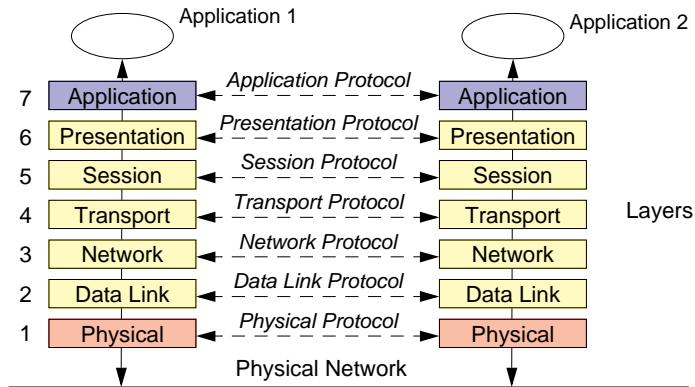 Application 1
Application 2
Application Protocol
7 Application Application
Presentation Protocol
6 Presentation Presentation
Session Protocol
5 Session Session
Transport Protocol
4 Transport Transport Layers
Network Protocol
3 Network Network
Data Link Protocol
2 Data Link Data Link
Physical Protocol
1 Physical Physical
Physical Network